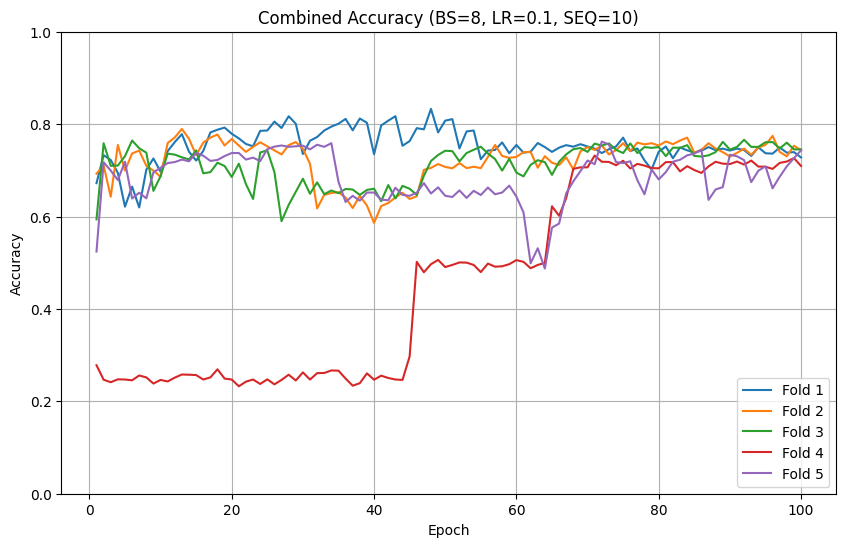 Combined Accuracy (BS=8, LR=0.1, SEQ=10)
1.0
0.8
0.6
0.4
0.2
0.0
Accuracy
0 20 40 60 80 100
Epoch
Fold 1
Fold 2
Fold 3
Fold 4
Fold 5